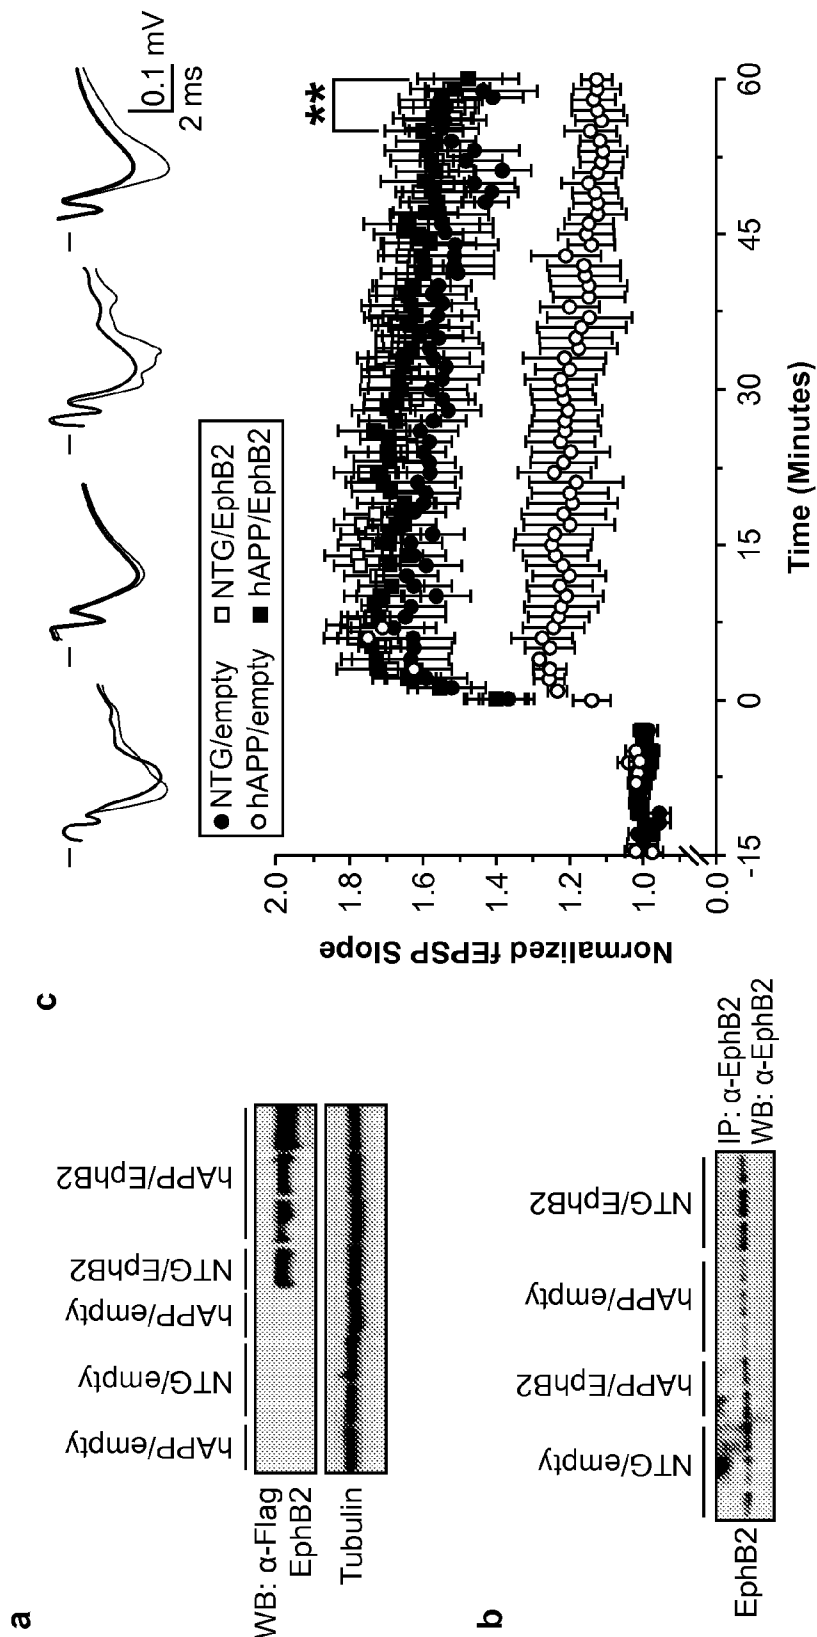 a
WB: α-Flag
EphB2
Tubulin
hAPP/empty
NTG/empty
hAPP/empty
NTG/EphB2
hAPP/EphB2
b
EphB2
NTG/empty
hAPP/EphB2
hAPP/empty
NTG/EphB2
IP: α-EphB2
WB: α-EphB2
c
0.1 mV
2 ms
NTG/empty
NTG/EphB2
hAPP/empty
hAPP/EphB2
**
Normalized fEPSP Slope
2.0
1.8
1.6
1.4
1.2
1.0
0.0
-15
0
15
30
45
60
Time (Minutes)